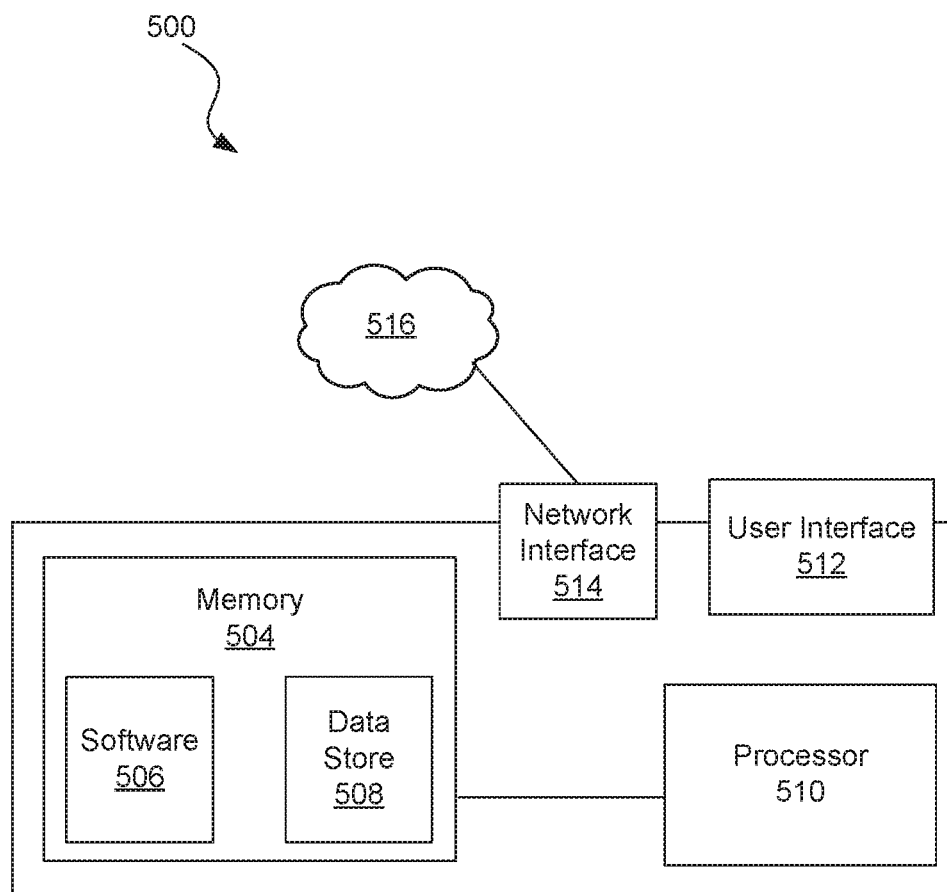 500
516
Network
Interface
514
User Interface
512
Memory
504
Software
506
Data
Store
508
Processor
510